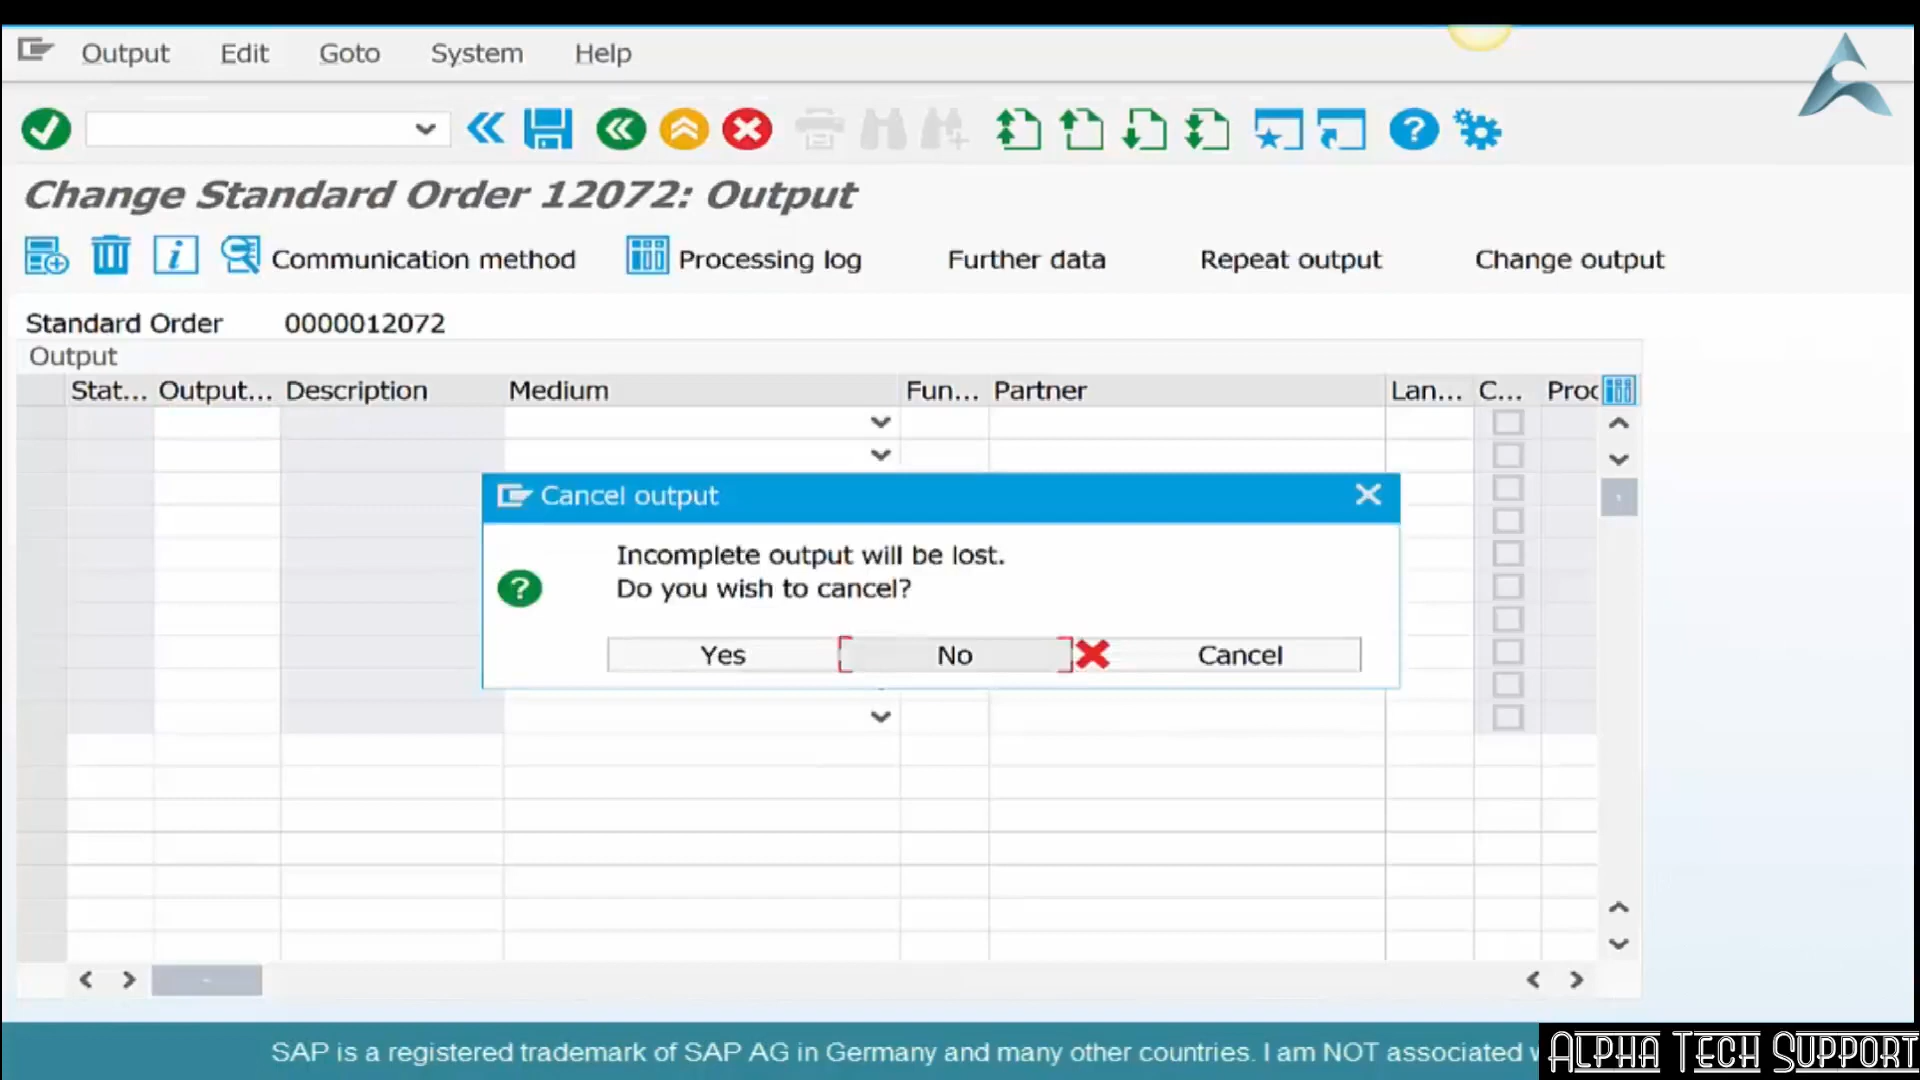 Output Edit Goto System Help
Change Standard Order 12072: Output
Communication method Processing log Further data Repeat output Change output
Standard Order 0000012072
Output
Stat... Output... Description Medium Fun... Partner Lan... C... Proc
Cancel output
Incomplete output will be lost.
Do you wish to cancel?
Yes No Cancel
SAP is a registered trademark of SAP AG in Germany and many other countries. I am NOT associated
Alpha Tech Support